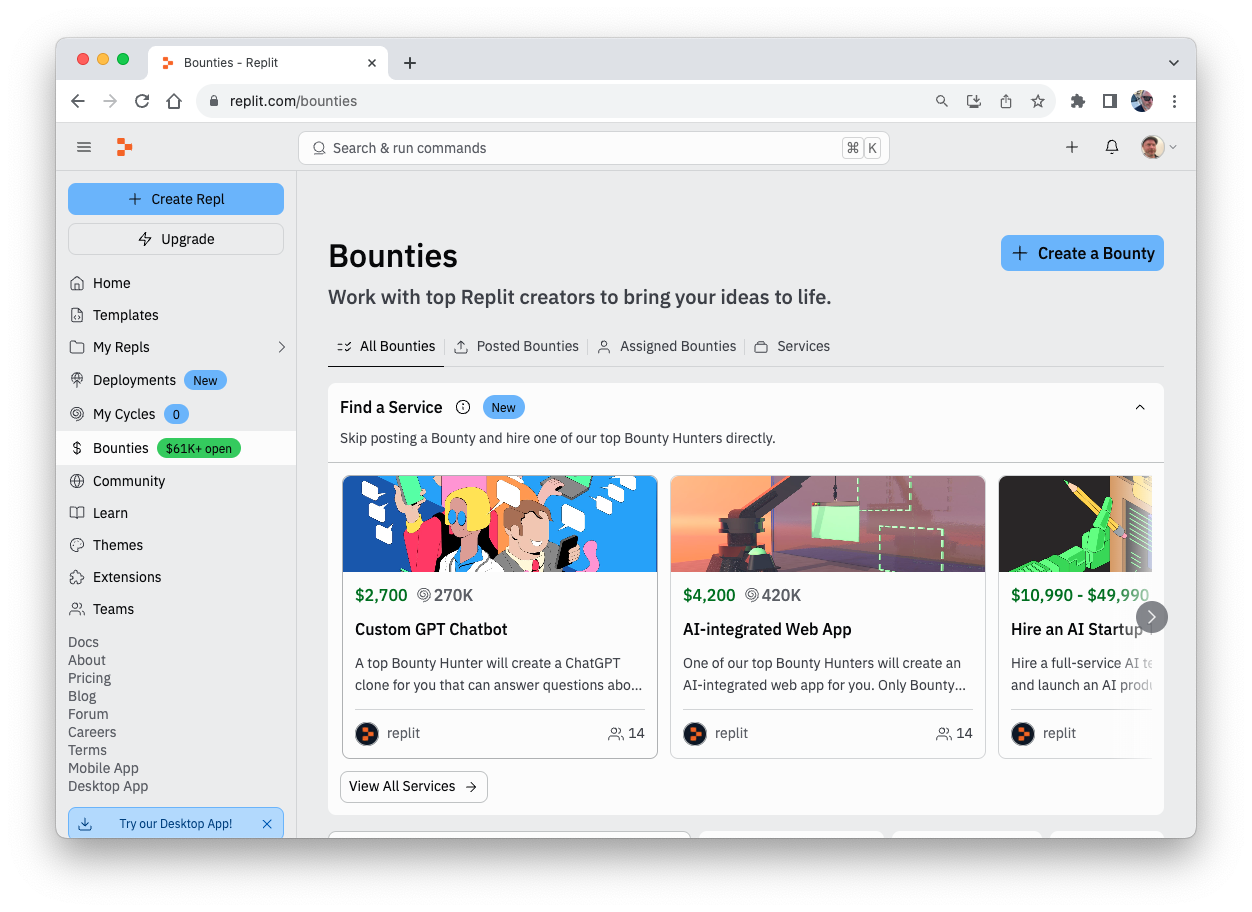 Bounties - Replit
replit.com/bounties
Search & run commands
⌘ K
Create Repl
Upgrade
Home
Templates
My Repls
Deployments New
My Cycles 0
Bounties $61K+ open
Community
Learn
Themes
Extensions
Teams
Docs
About
Pricing
Blog
Forum
Careers
Terms
Mobile App
Desktop App
Try our Desktop App!
Bounties
Create a Bounty
Work with top Replit creators to bring your ideas to life.
All Bounties Posted Bounties Assigned Bounties Services
Find a Service New
Skip posting a Bounty and hire one of our top Bounty Hunters directly.
$2,700 270K
Custom GPT Chatbot
A top Bounty Hunter will create a ChatGPT
clone for you that can answer questions abo...
replit 14
$4,200 420K
AI-integrated Web App
One of our top Bounty Hunters will create an
AI-integrated web app for you. Only Bounty...
replit 14
$10,990 - $49,990
Hire an AI Startup
Hire a full-service AI
and launch an AI
replit
View All Services